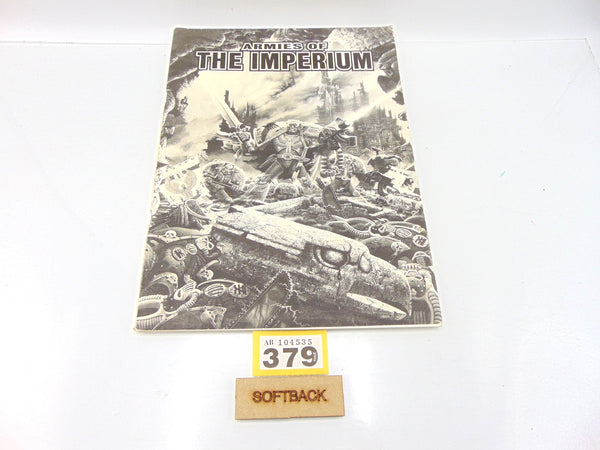 ARMIES OF
THE IMPERIUM
AB 104535
379
SOFTBACK